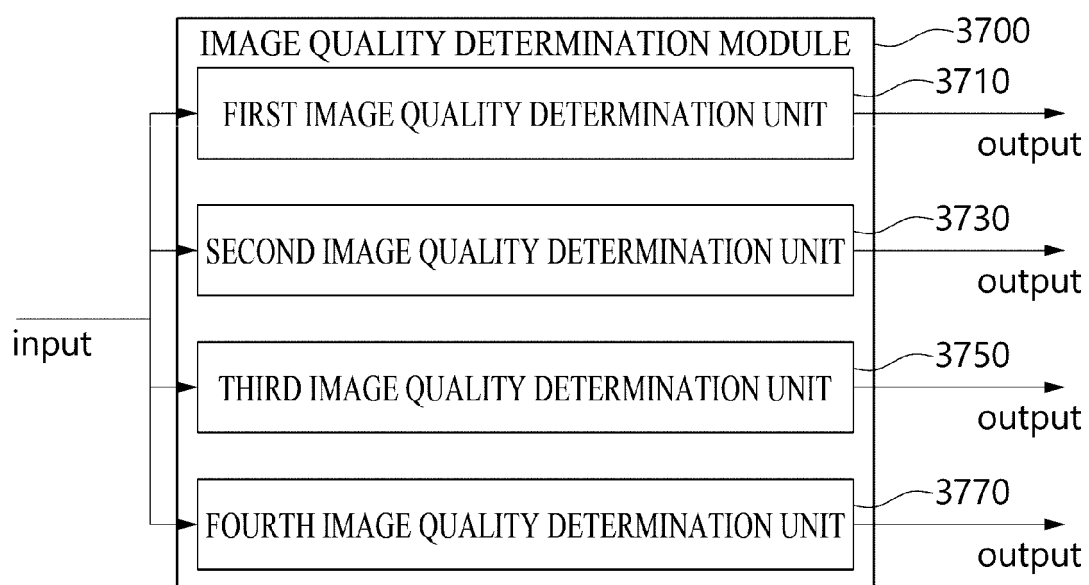 IMAGE QUALITY DETERMINATION MODULE
3700
3710
FIRST IMAGE QUALITY DETERMINATION UNIT
output
3730
SECOND IMAGE QUALITY DETERMINATION UNIT
output
input
3750
THIRD IMAGE QUALITY DETERMINATION UNIT
output
3770
FOURTH IMAGE QUALITY DETERMINATION UNIT
output